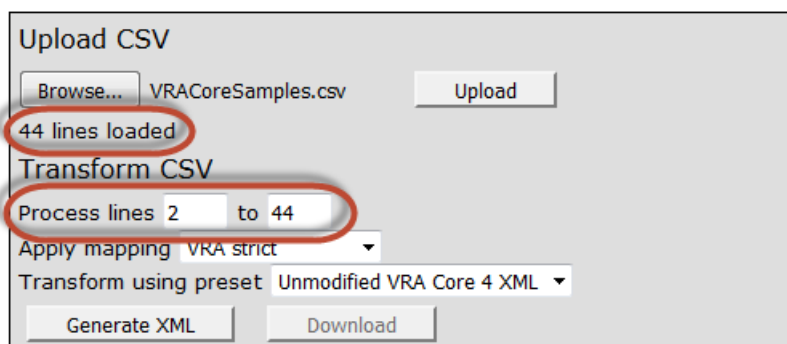 Upload CSV
Browse... VRACoreSamples.csv Upload
44 lines loaded
Transform CSV
Process lines 2 to 44
Apply mapping VRA strict
Transform using preset Unmodified VRA Core 4 XML
Generate XML Download